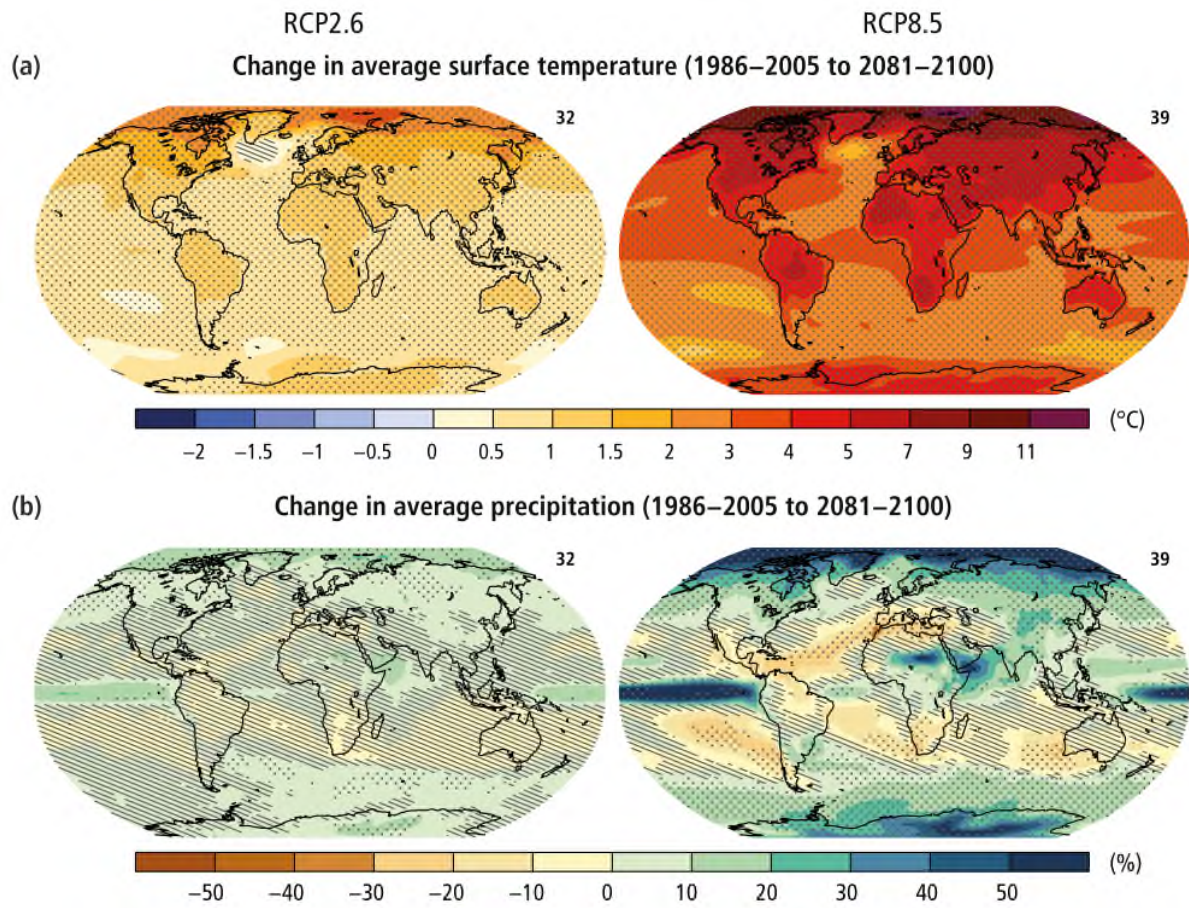 RCP2.6 RCP8.5
(a) Change in average surface temperature (1986–2005 to 2081–2100)
32 39
(°C)
−2 −1.5 −1 −0.5 0 0.5 1 1.5 2 3 4 5 7 9 11
(b) Change in average precipitation (1986–2005 to 2081–2100)
32 39
(%)
−50 −40 −30 −20 −10 0 10 20 30 40 50